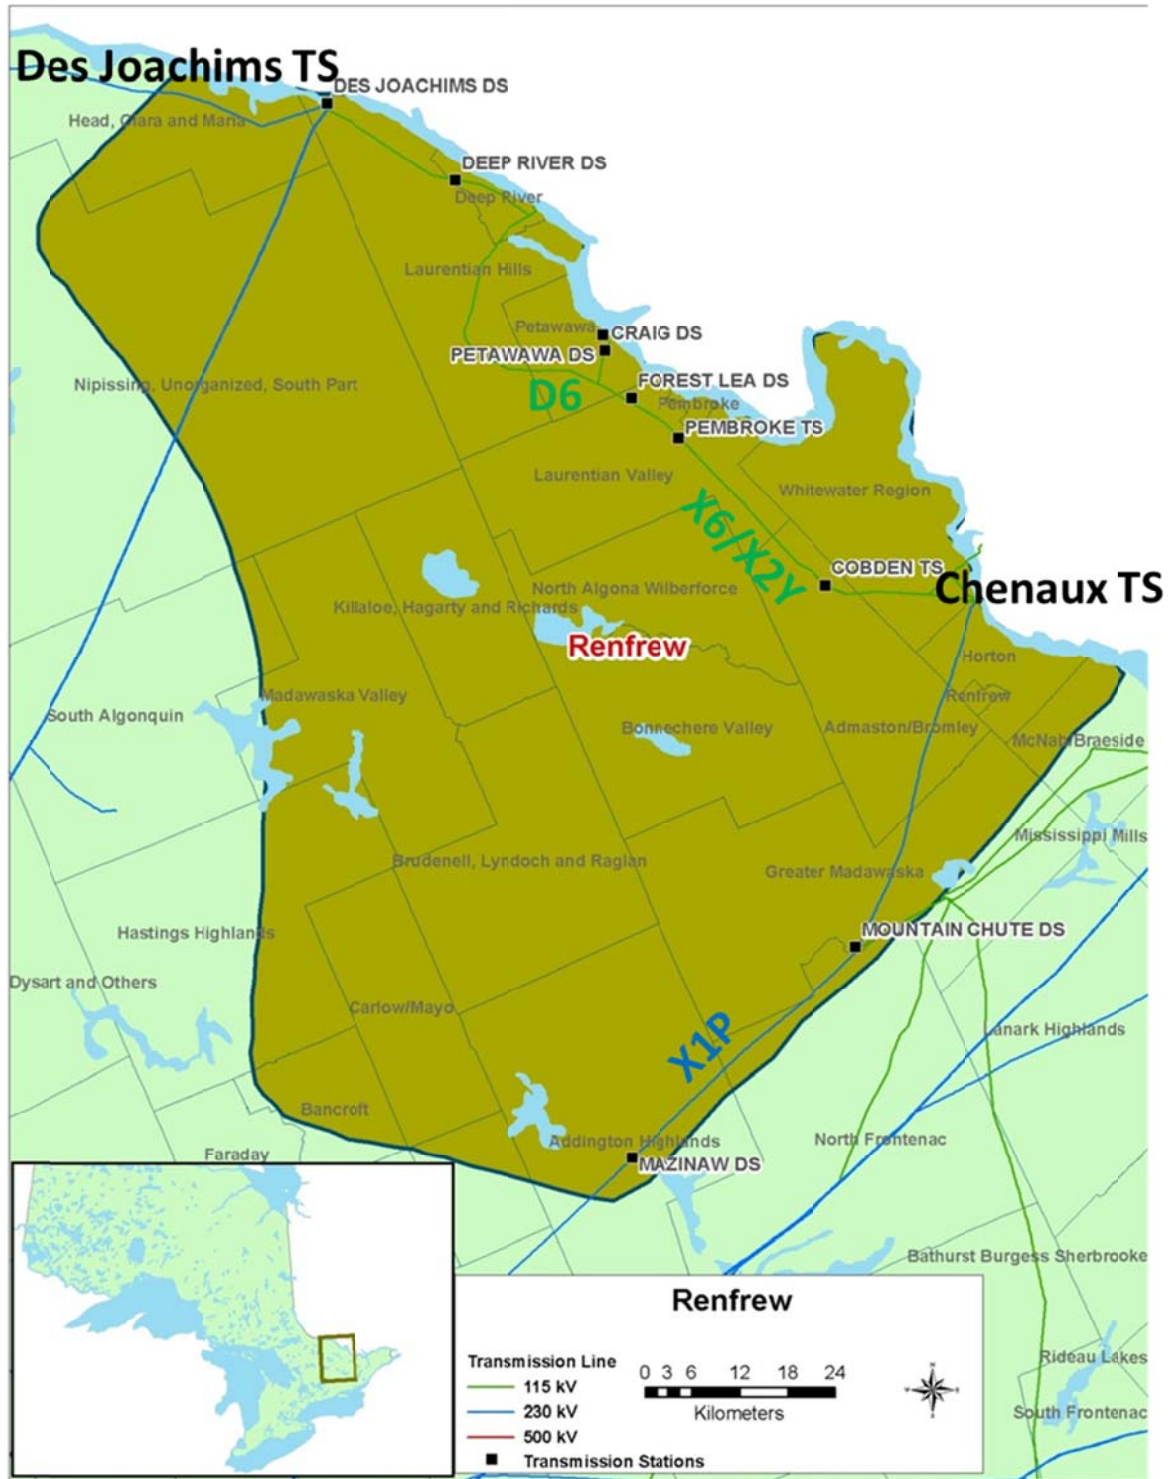 Des Joachims TS
DES JOACHIMS DS
Head, Clara and Maria
DEEP RIVER DS
Deep River
Laurentian Hills
Petawawa
CRAIG DS
PETAWAWA DS
FOREST LEA DS
D6
Pembroke
Nipissing, Unorganized, South Part
PEMBROKE TS
Laurentian Valley
Whitewater Region
X6/X2Y
COBDEN TS
Chenaux TS
North Algona Wilberforce
Killaloe, Hagarty and Richards
Renfrew
Horton
Renfrew
Madawaska Valley
South Algonquin
Bonnechere Valley
Admaston/Bromley
McNab/Braeside
Mississippi Mills
Brudenell, Lyndoch and Raglan
Greater Madawaska
MOUNTAIN CHUTE DS
Hastings Highlands
Dysart and Others
Carlow/Mayo
Lanark Highlands
X1P
Bancroft
Addington Highlands
North Frontenac
Faraday
MAZINAW DS
Bathurst Burgess Sherbrooke
Renfrew
Rideau Lakes
Transmission Line
115 kV
230 kV
500 kV
Transmission Stations
0 3 6 12 18 24
Kilometers
N
South Frontenac